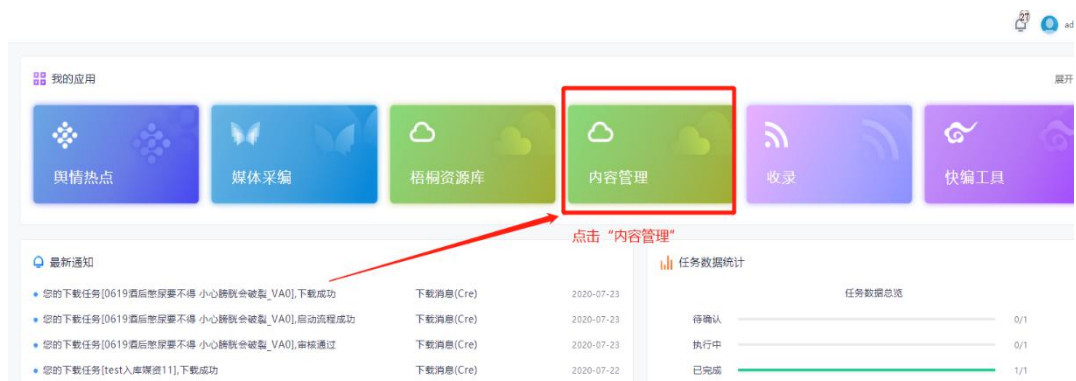 27
ad
我的应用
展开
舆情热点
媒体采编
梧桐资源库
内容管理
收录
快编工具
点击“内容管理”
最新通知
任务数据统计
您的下载任务[0619酒后憋尿要不得 小心膀胱会破裂_VA0],下载成功 下载消息(Cre) 2020-07-23
任务数据总览
您的下载任务[0619酒后憋尿要不得 小心膀胱会破裂_VA0],启动流程成功 下载消息(Cre) 2020-07-23
待确认 0/1
您的下载任务[0619酒后憋尿要不得 小心膀胱会破裂_VA0],审核通过 下载消息(Cre) 2020-07-23
执行中 0/1
您的下载任务[test入库媒资11],下载成功 下载消息(Cre) 2020-07-22
已完成 1/1